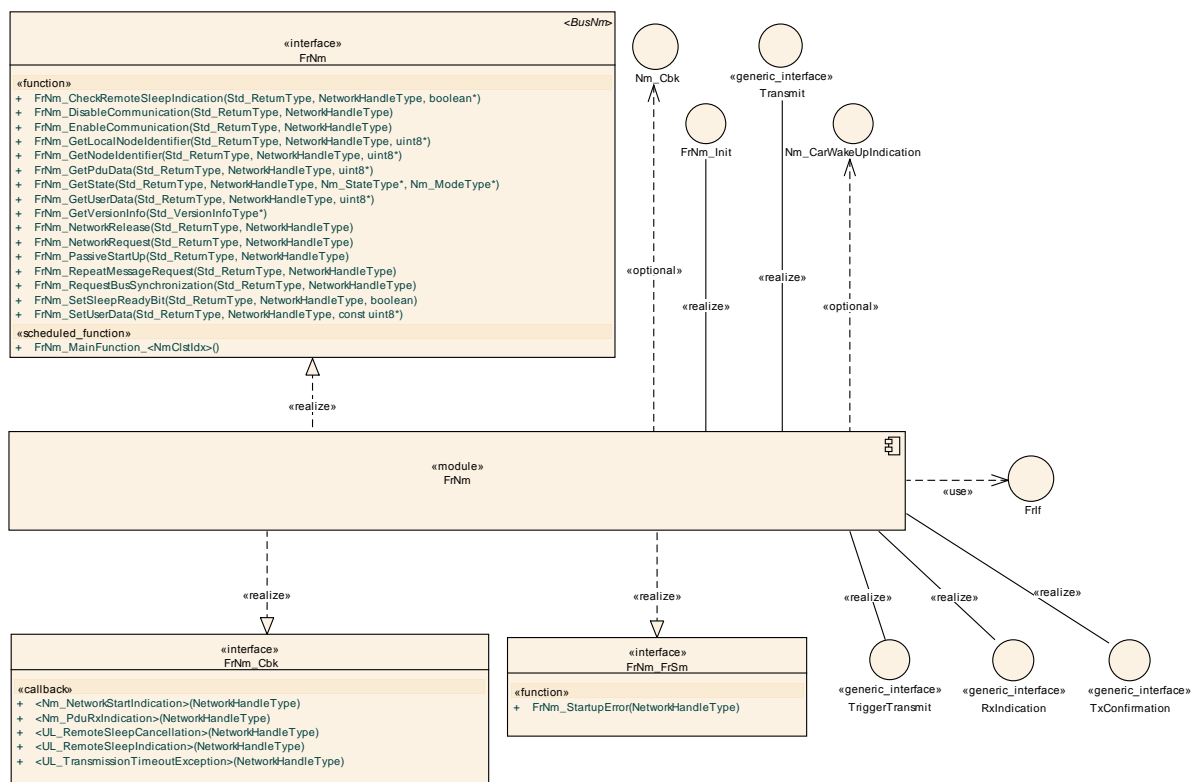 <BusNm>
«interface»
FrNm
«function»
+ FrNm_CheckRemoteSleepIndication(Std_ReturnType, NetworkHandleType, boolean*)
+ FrNm_DisableCommunication(Std_ReturnType, NetworkHandleType)
+ FrNm_EnableCommunication(Std_ReturnType, NetworkHandleType)
+ FrNm_GetLocalNodeIdentifier(Std_ReturnType, NetworkHandleType, uint8*)
+ FrNm_GetNodeIdentifier(Std_ReturnType, NetworkHandleType, uint8*)
+ FrNm_GetPduData(Std_ReturnType, NetworkHandleType, uint8*)
+ FrNm_GetState(Std_ReturnType, NetworkHandleType, Nm_StateType*, Nm_ModeType*)
+ FrNm_GetUserData(Std_ReturnType, NetworkHandleType, uint8*)
+ FrNm_GetVersionInfo(Std_VersionInfoType*)
+ FrNm_NetworkRelease(Std_ReturnType, NetworkHandleType)
+ FrNm_NetworkRequest(Std_ReturnType, NetworkHandleType)
+ FrNm_PassiveStartUp(Std_ReturnType, NetworkHandleType)
+ FrNm_RepeatMessageRequest(Std_ReturnType, NetworkHandleType)
+ FrNm_RequestBusSynchronization(Std_ReturnType, NetworkHandleType)
+ FrNm_SetSleepReadyBit(Std_ReturnType, NetworkHandleType, boolean)
+ FrNm_SetUserData(Std_ReturnType, NetworkHandleType, const uint8*)
«scheduled_function»
+ FrNm_MainFunction_<NmClstIdx>()
Nm_Cbk
«generic_interface»
Transmit
FrNm_Init
Nm_CarWakeUpIndication
«optional»
«realize»
«realize»
«optional»
«realize»
«module»
FrNm
«use»
FrIf
«realize»
«realize»
«realize»
«realize»
«realize»
«interface»
FrNm_Cbk
«callback»
+ <Nm_NetworkStartIndication>(NetworkHandleType)
+ <Nm_PduRxIndication>(NetworkHandleType)
+ <UL_RemoteSleepCancellation>(NetworkHandleType)
+ <UL_RemoteSleepIndication>(NetworkHandleType)
+ <UL_TransmissionTimeoutException>(NetworkHandleType)
«interface»
FrNm_FrSm
«function»
+ FrNm_StartupError(NetworkHandleType)
«generic_interface»
TriggerTransmit
«generic_interface»
RxIndication
«generic_interface»
TxConfirmation